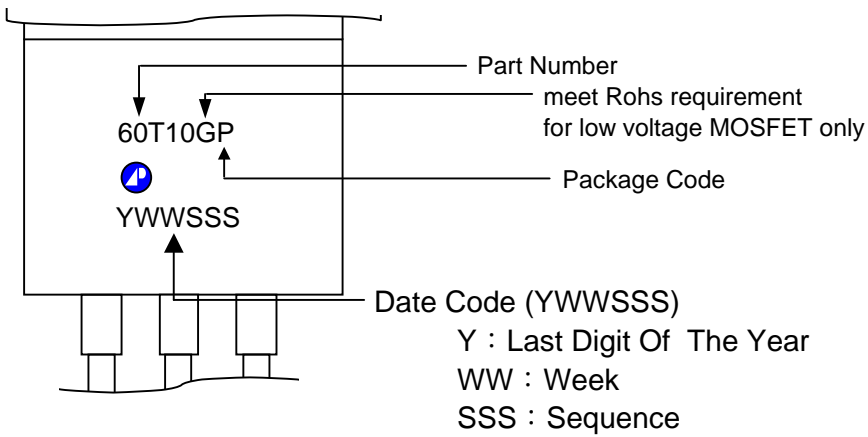 Part Number
meet Rohs requirement
for low voltage MOSFET only
60T10GP
Package Code
YWWSSS
Date Code (YWWSSS)
Y：Last Digit Of The Year
WW：Week
SSS：Sequence